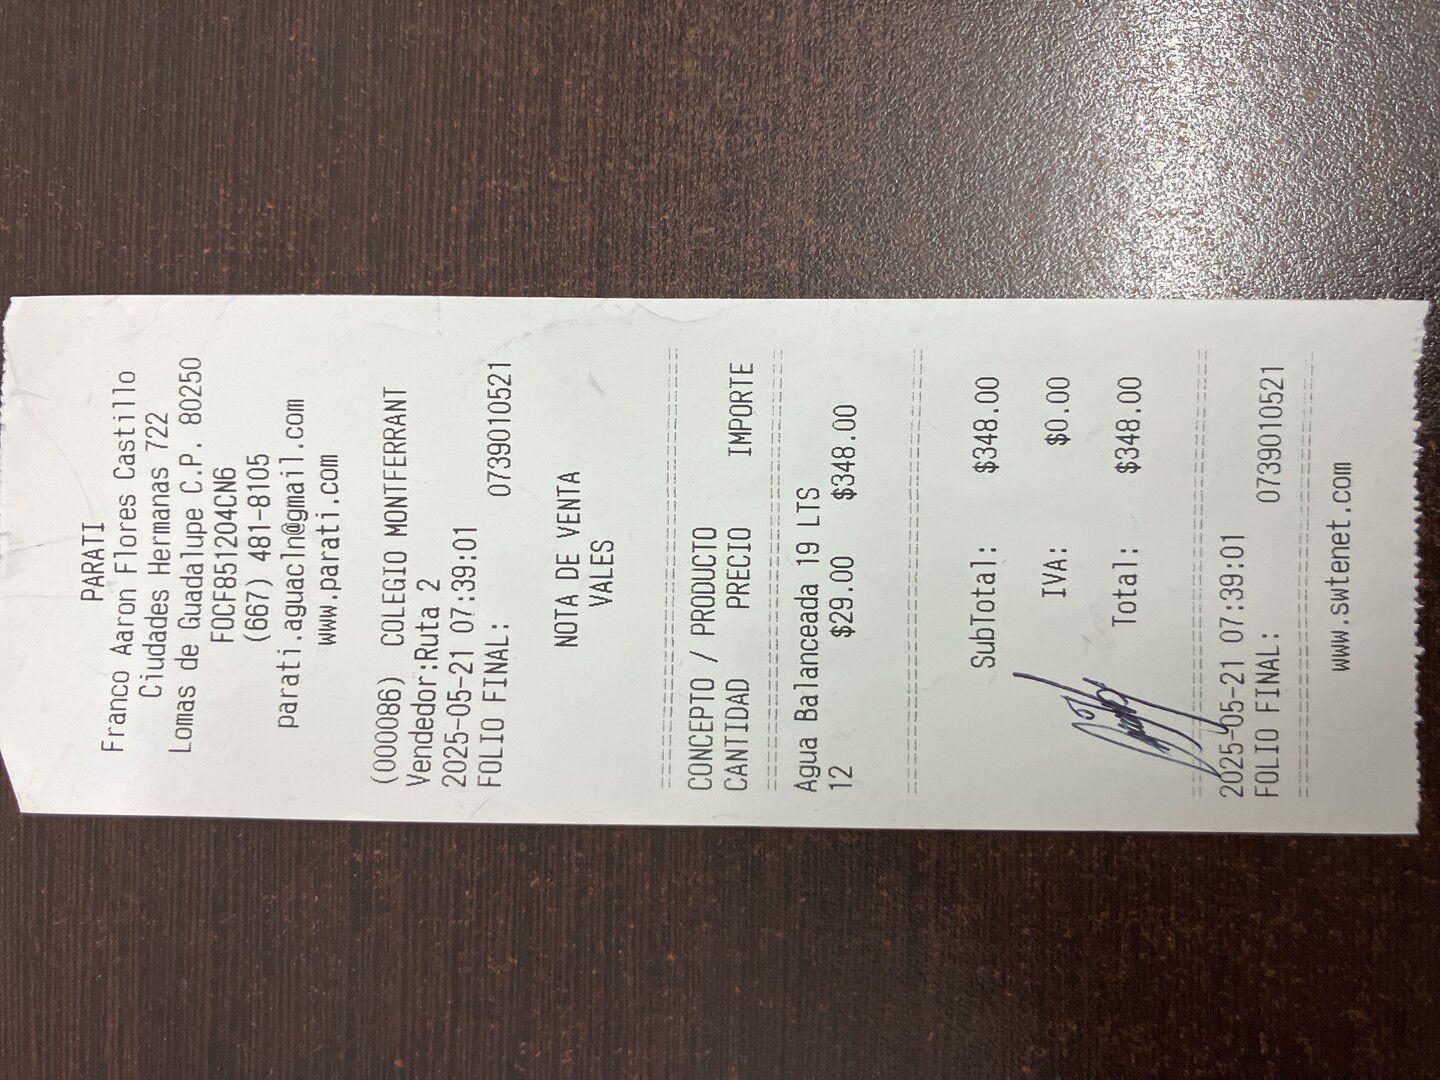 PARATI
Franco Aaron Flores Castillo
Ciudades Hermanas 722
Lomas de Guadalupe C.P. 80250
FOCF851204CN6
(667) 481-8105
parati.aguacln@gmail.com
www.parati.com
(000086) COLEGIO MONTFERRANT
Vendedor:Ruta 2
2025-05-21 07:39:01
FOLIO FINAL: 0739010521
NOTA DE VENTA
VALES
CONCEPTO / PRODUCTO
CANTIDAD PRECIO IMPORTE
Agua Balanceada 19 LTS
12 $29.00 $348.00
SubTotal: $348.00
IVA: $0.00
Total: $348.00
2025-05-21 07:39:01
FOLIO FINAL: 0739010521
www.swtenet.com